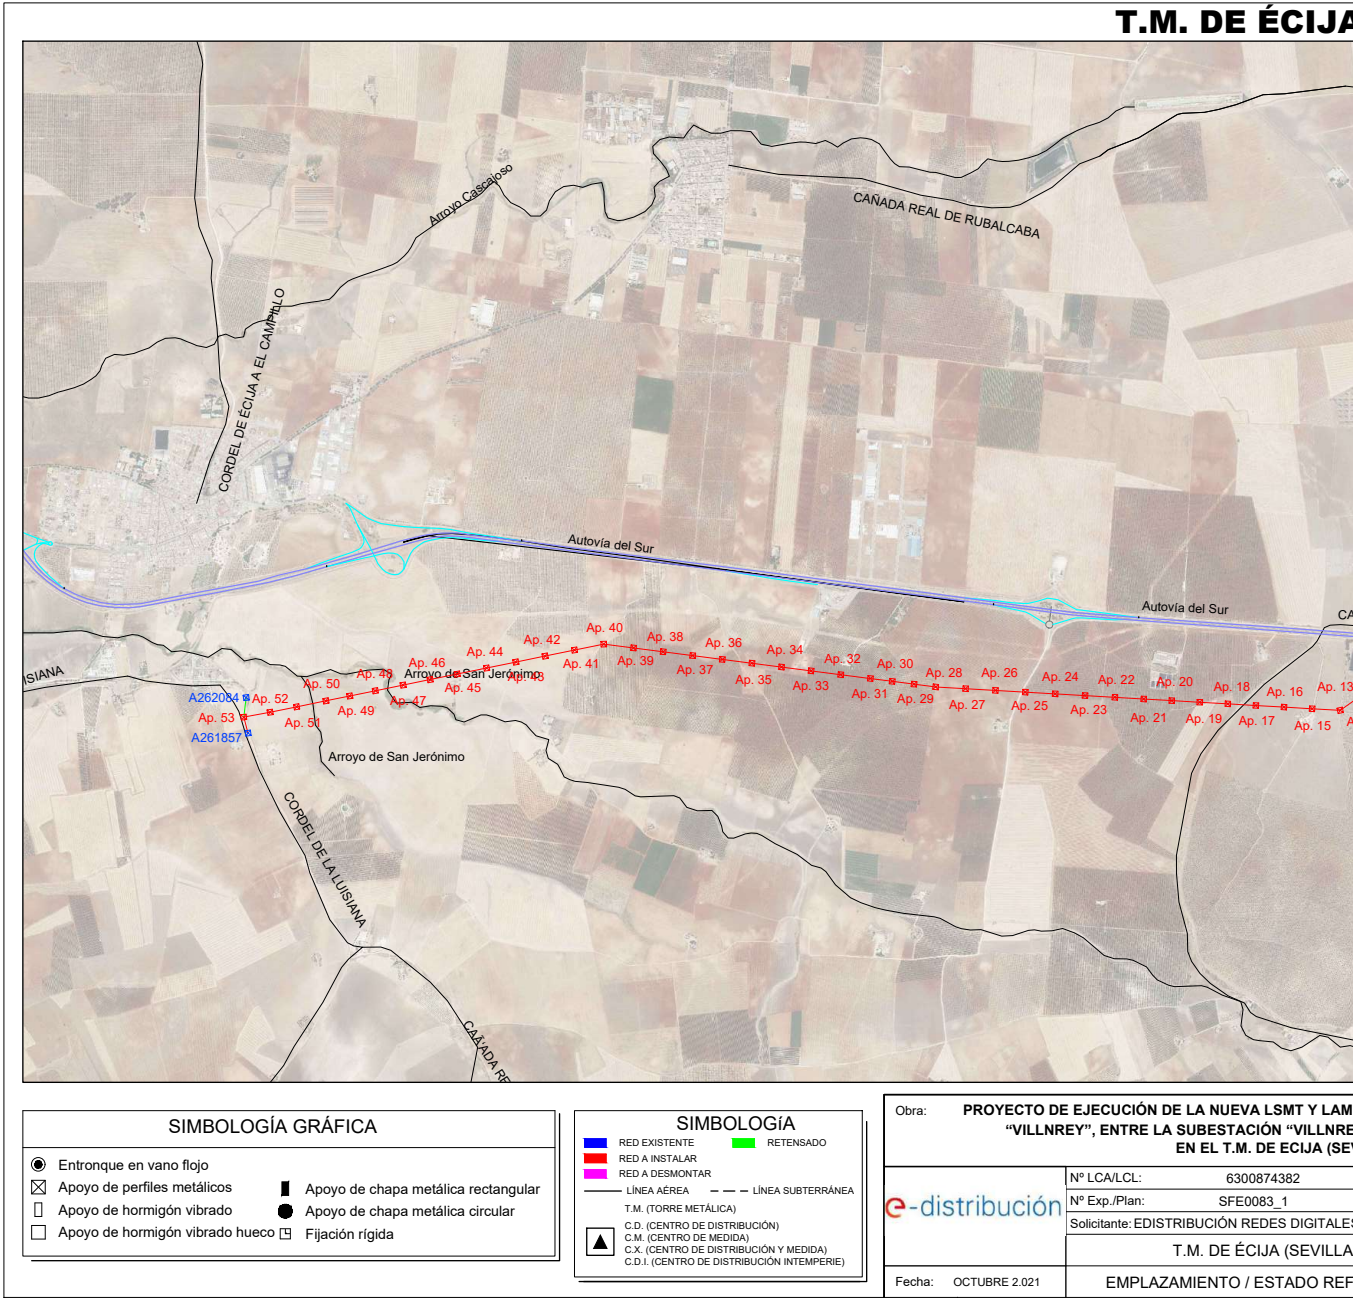 T.M. DE ÉCIJA
Arroyo Cascajoso
CAÑADA REAL DE RUBALCABA
CORDEL DE ÉCIJA A EL CAMPILLO
Autovía del Sur
Autovía del Sur
CA
ISIANA
Ap. 53
Ap. 52
Ap. 51
Ap. 50
Ap. 49
Ap. 48
Ap. 47
Ap. 46
Ap. 45
Ap. 44
Ap. 43
Ap. 42
Ap. 41
Ap. 40
Ap. 39
Ap. 38
Ap. 37
Ap. 36
Ap. 35
Ap. 34
Ap. 33
Ap. 32
Ap. 31
Ap. 30
Ap. 29
Ap. 28
Ap. 27
Ap. 26
Ap. 25
Ap. 24
Ap. 23
Ap. 22
Ap. 21
Ap. 20
Ap. 19
Ap. 18
Ap. 17
Ap. 16
Ap. 15
Ap. 13
A
A262084
A261857
Arroyo de San Jerónimo
Arroyo de San Jerónimo
CORDEL DE LA LUISIANA
CAÃ'ADA RE
SIMBOLOGÍA GRÁFICA
Entronque en vano flojo
Apoyo de perfiles metálicos
Apoyo de hormigón vibrado
Apoyo de hormigón vibrado hueco
Apoyo de chapa metálica rectangular
Apoyo de chapa metálica circular
Fijación rígida
SIMBOLOGíA
RED EXISTENTE
RETENSADO
RED A INSTALAR
RED A DESMONTAR
LÍNEA AÉREA
LÍNEA SUBTERRÁNEA
T.M. (TORRE METÁLICA)
C.D. (CENTRO DE DISTRIBUCIÓN)
C.M. (CENTRO DE MEDIDA)
C.X. (CENTRO DE DISTRIBUCIÓN Y MEDIDA)
C.D.I. (CENTRO DE DISTRIBUCIÓN INTEMPERIE)
Obra: PROYECTO DE EJECUCIÓN DE LA NUEVA LSMT Y LAM
“VILLNREY”, ENTRE LA SUBESTACIÓN “VILLNRE
EN EL T.M. DE ECIJA (SEV
e-distribución
Nº LCA/LCL: 6300874382
Nº Exp./Plan: SFE0083_1
Solicitante: EDISTRIBUCIÓN REDES DIGITALES
T.M. DE ÉCIJA (SEVILLA
Fecha: OCTUBRE 2.021
EMPLAZAMIENTO / ESTADO REF